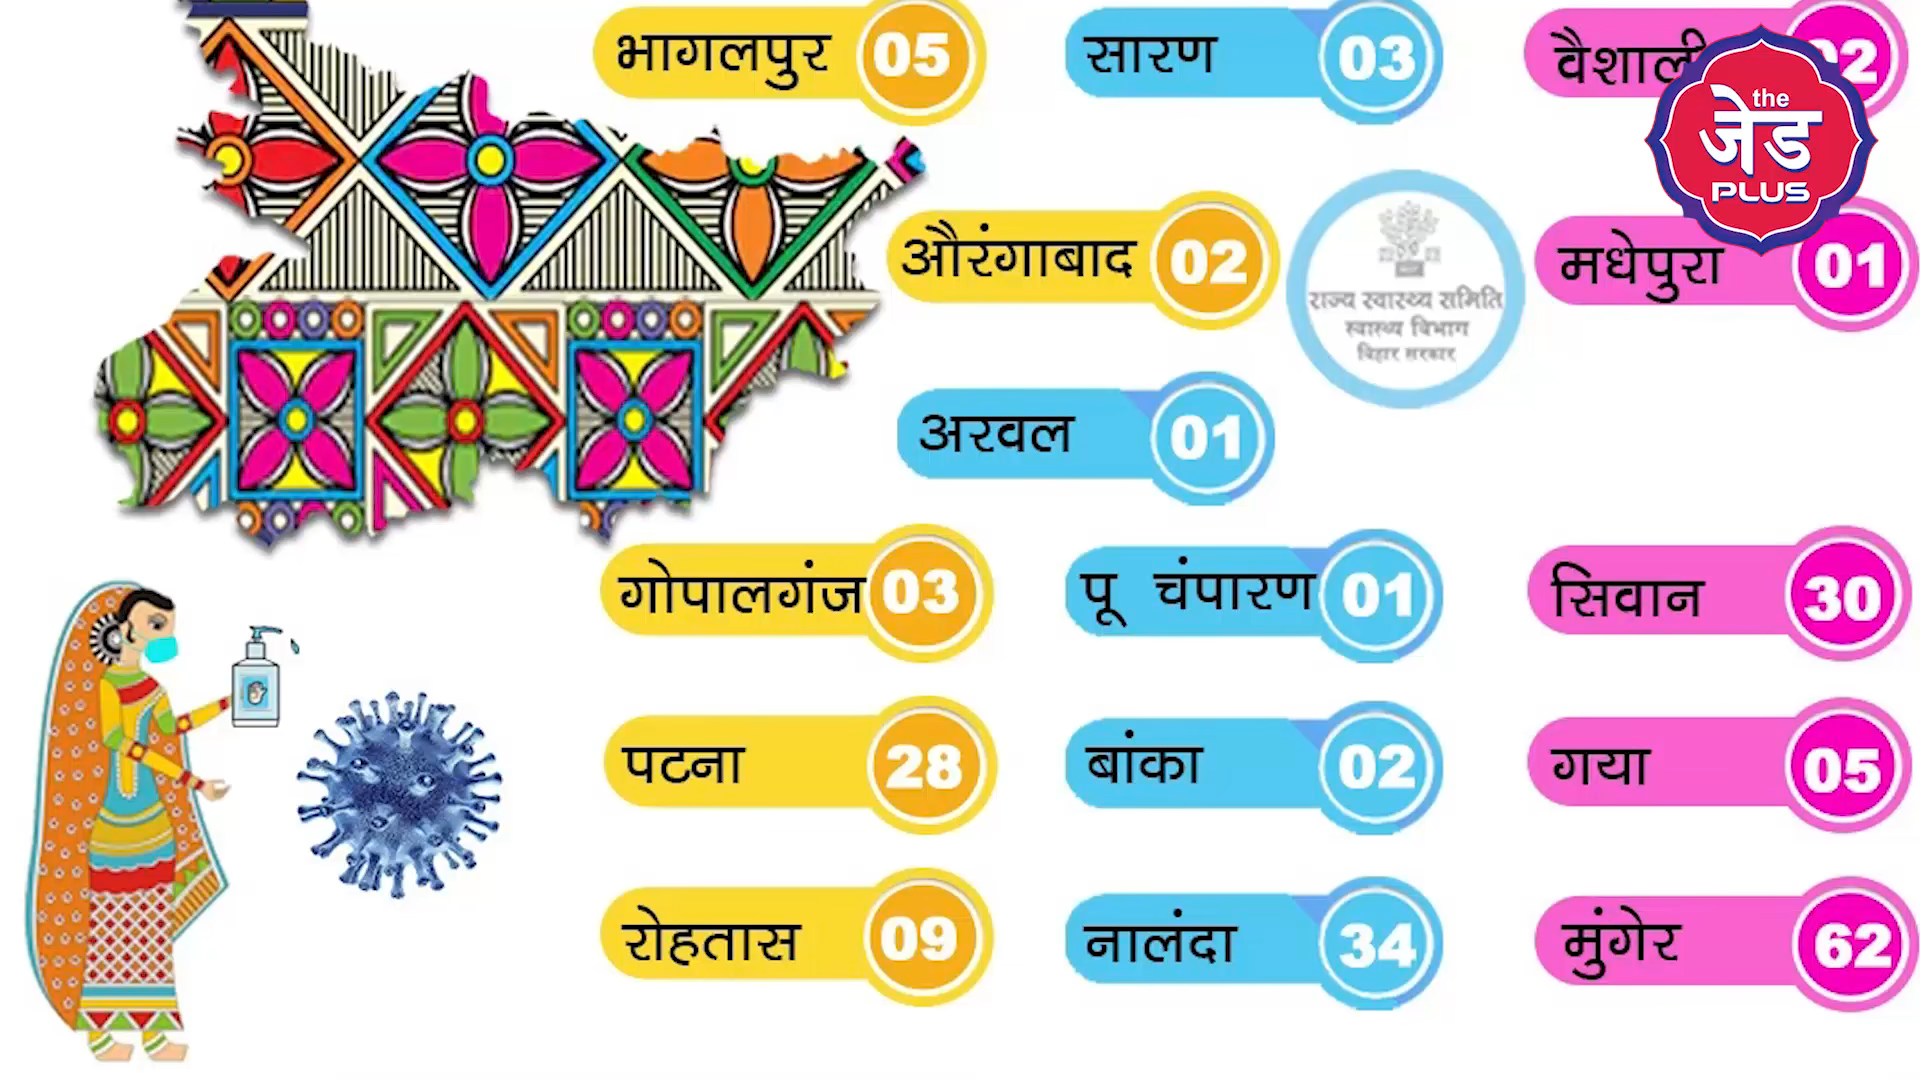 भागलपुर 05
सारण 03
वैशाली 02
the
जेड
PLUS
औरंगाबाद 02
राज्य स्वास्थ्य समिति
स्वास्थ्य विभाग
बिहार सरकार
मधेपुरा 01
अरवल 01
गोपालगंज 03
पू चंपारण 01
सिवान 30
पटना 28
बांका 02
गया 05
रोहतास 09
नालंदा 34
मुंगेर 62